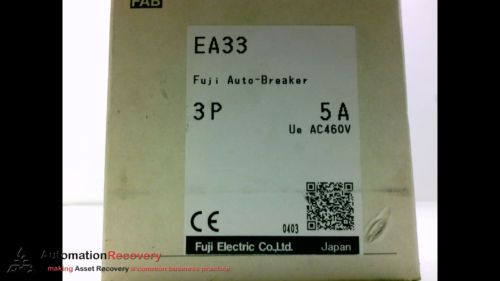 FAB
EA33
Fuji Auto-Breaker
3P 5A
Ue AC460V
CE 0403
Fuji Electric Co.,Ltd. Japan
AutomationRecovery
making Asset Recovery a common business practice